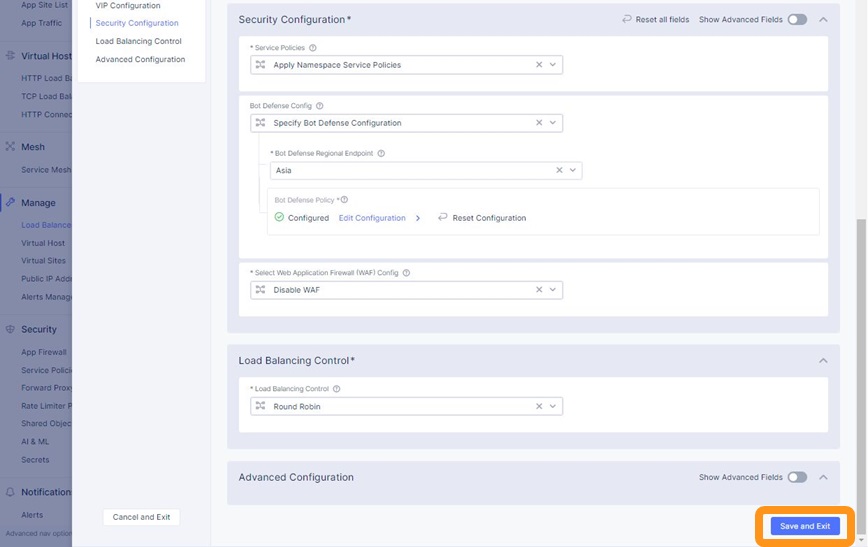 App Site List
App Traffic
Virtual Host
HTTP Load Ba
TCP Load Bal
HTTP Connec
Mesh
Service Mesh
Manage
Load Balance
Virtual Host
Virtual Sites
Public IP Addr
Alerts Manag
Security
App Firewall
Service Polici
Forward Proxy
Rate Limiter P
Shared Objec
AI & ML
Secrets
Notification
Alerts
Advanced nav option
VIP Configuration
Security Configuration
Load Balancing Control
Advanced Configuration
Cancel and Exit
Security Configuration*
Reset all fields
Show Advanced Fields
* Service Policies
Apply Namespace Service Policies
Bot Defense Config
Specify Bot Defense Configuration
* Bot Defense Regional Endpoint
Asia
Bot Defense Policy *
Configured Edit Configuration > Reset Configuration
* Select Web Application Firewall (WAF) Config
Disable WAF
Load Balancing Control*
* Load Balancing Control
Round Robin
Advanced Configuration
Show Advanced Fields
Save and Exit